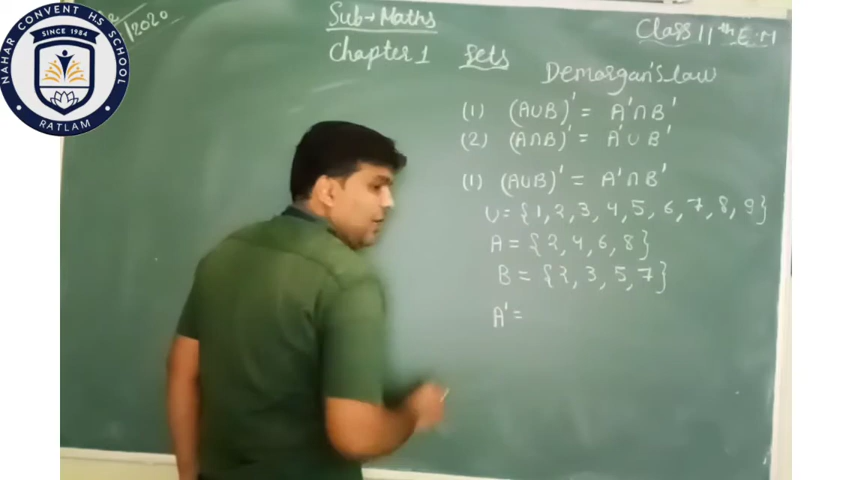 NAHAR CONVENT HS SCHOOL
SINCE 1984
RATLAM
/2020
Sub→Maths
Class 11th E.M
Chapter 1 Sets
Demorgan's law
(1) (A∪B)' = A'∩B'
(2) (A∩B)' = A'∪B'
(1) (A∪B)' = A'∩B'
U = {1, 2, 3, 4, 5, 6, 7, 8, 9}
A = {2, 4, 6, 8}
B = {2, 3, 5, 7}
A' =